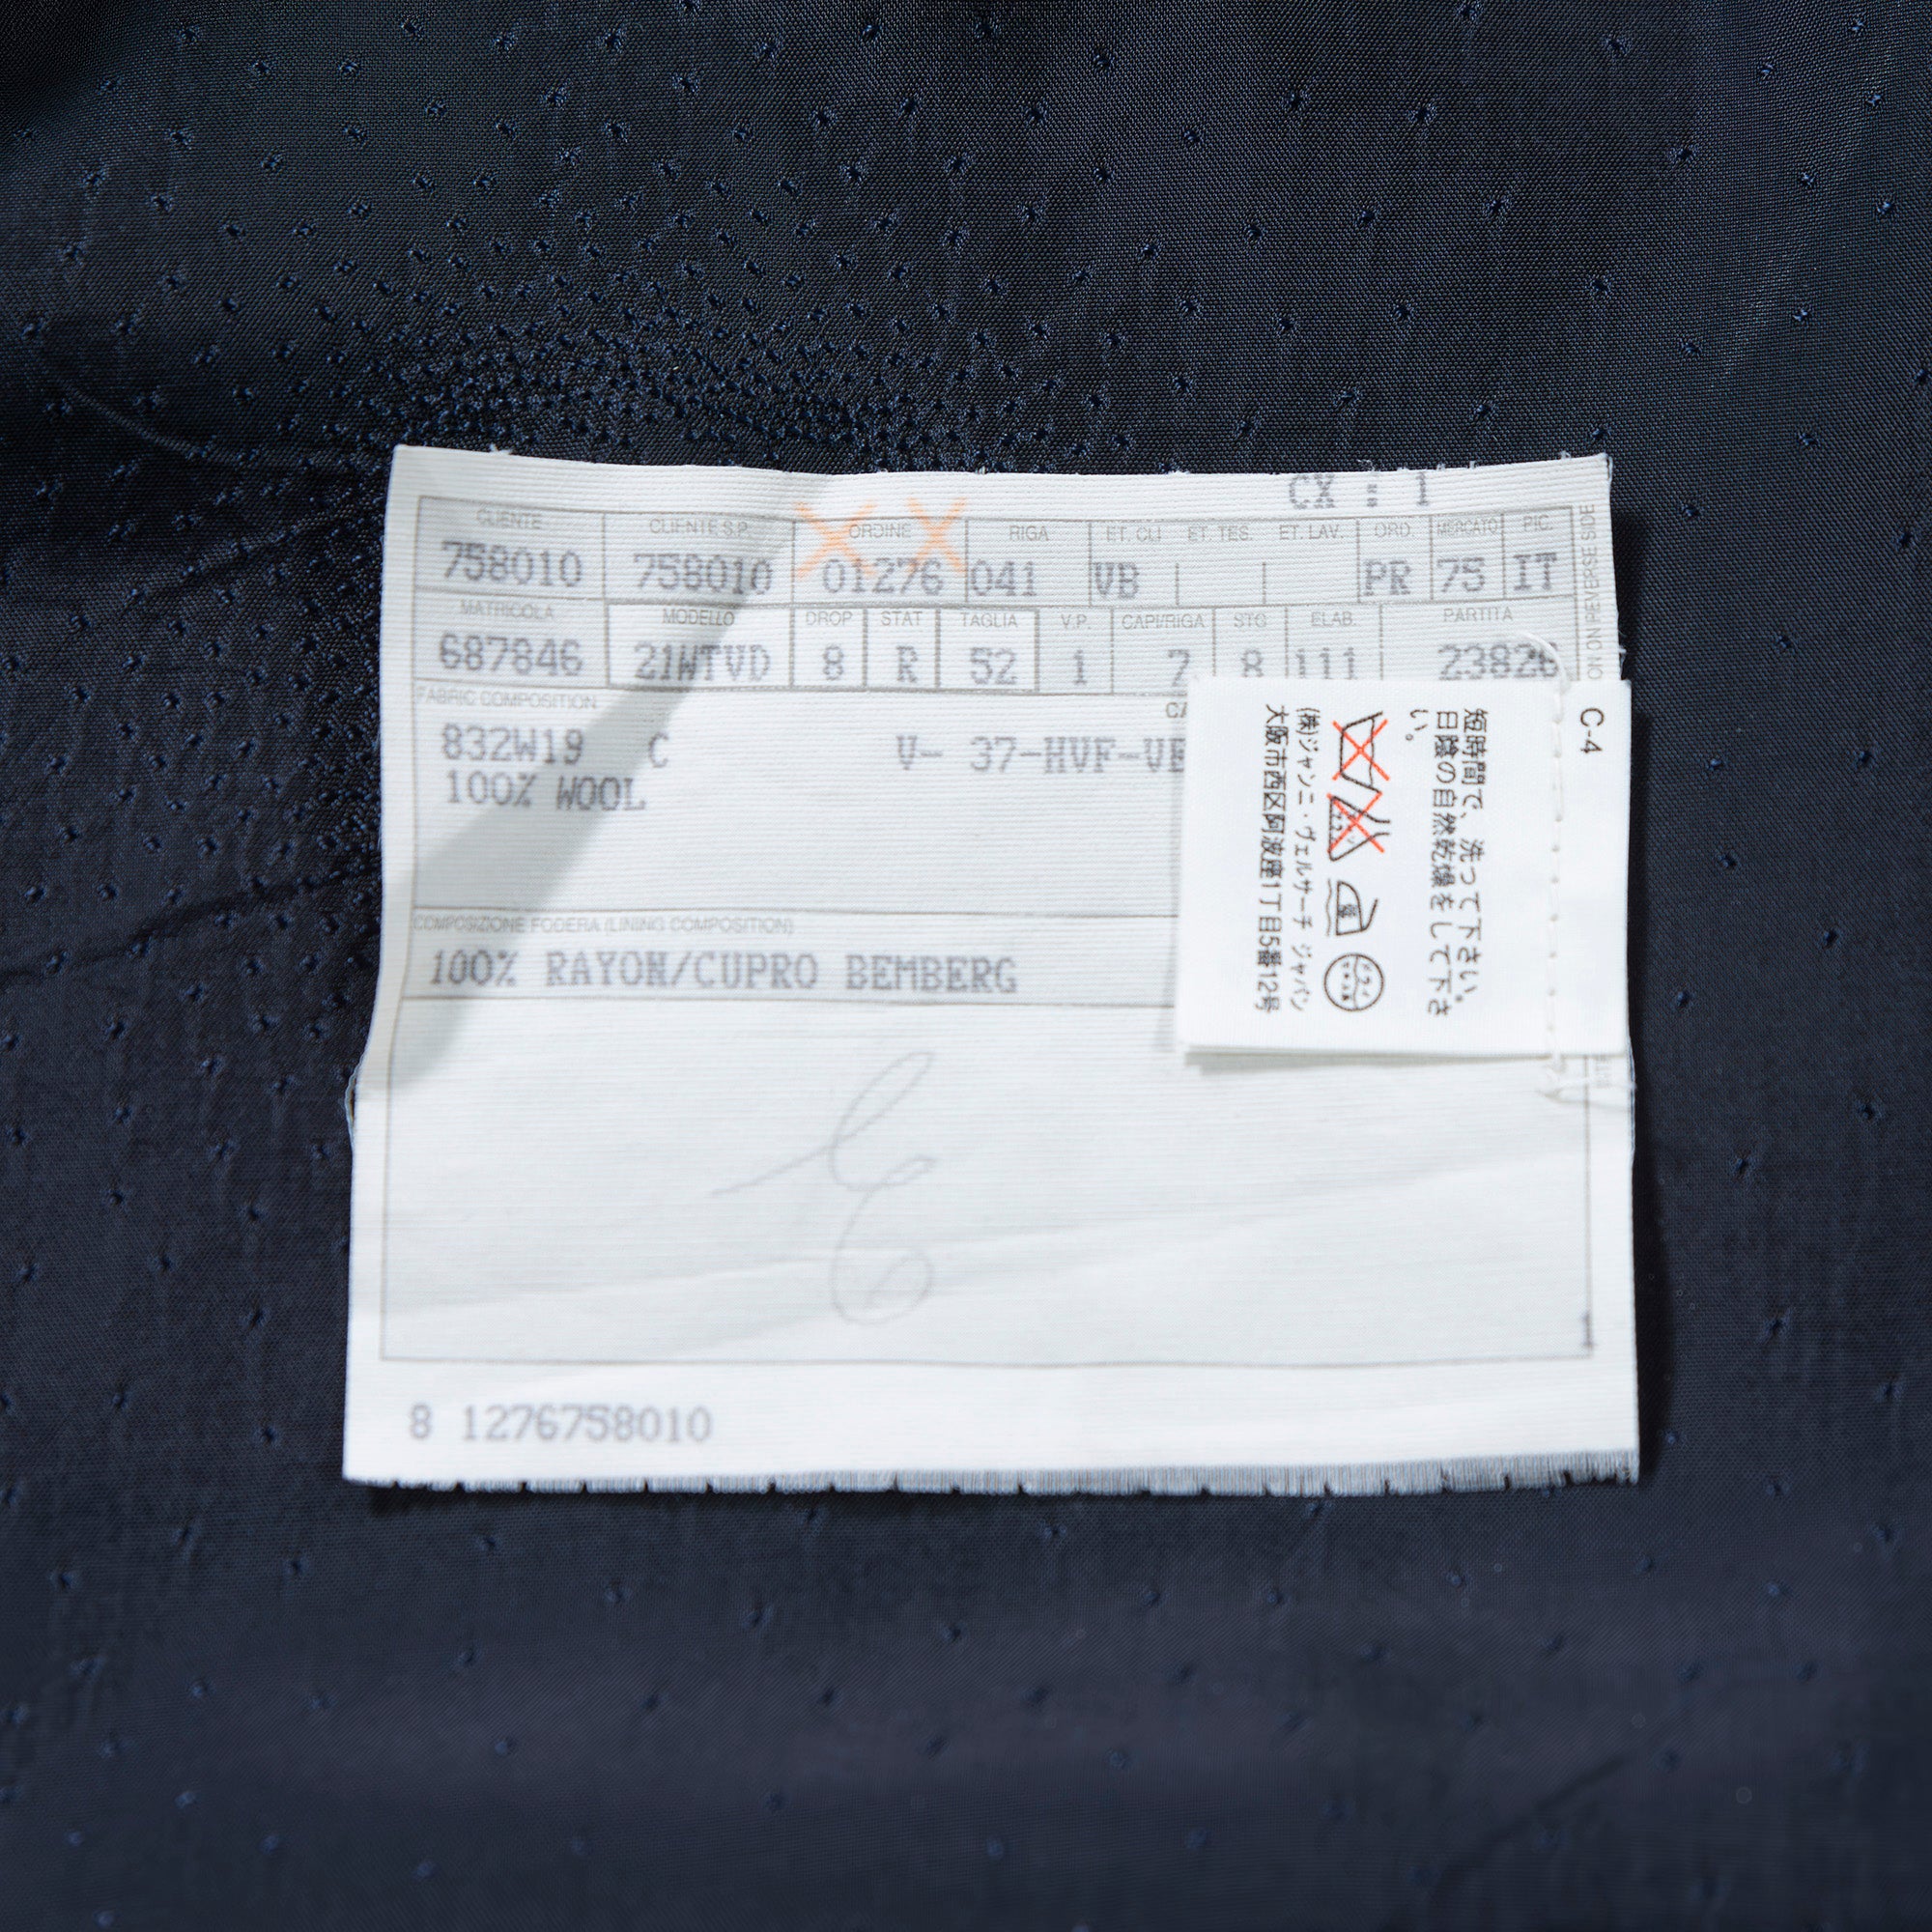 CX : 1
CLIENTE CLIENTE S.P. ORDINE RIGA ET. CLI ET. TES. ET. LAV. ORD. MERCATO PIC.
758010 758010 01276 041 VB PR 75 IT
MATRICOLA MODELLO DROP STAT TAGLIA V.P. CAPI/RIGA STG ELAB. PARTITA
687846 21WTVD 8 R 52 1 7 8 111 23826
FABRIC COMPOSITION
832W19 C V- 37-HVF-VE
100% WOOL
COMPOSIZIONE FODERA (LINING COMPOSITION)
100% RAYON/CUPRO BEMBERG
1
8 1276758010
ON REVERSE SIDE
C-4
短時間で、洗って下さい。
日陰の自然乾燥をして下さ
い。
(株)ジャンニ・ヴェルサーチ ジャパン
大阪市西区阿波座1丁目5番12号